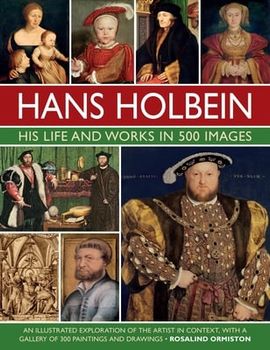 HANS HOLBEIN
HIS LIFE AND WORKS IN 500 IMAGES
AN ILLUSTRATED EXPLORATION OF THE ARTIST IN CONTEXT, WITH A
GALLERY OF 300 PAINTINGS AND DRAWINGS • ROSALIND ORMISTON